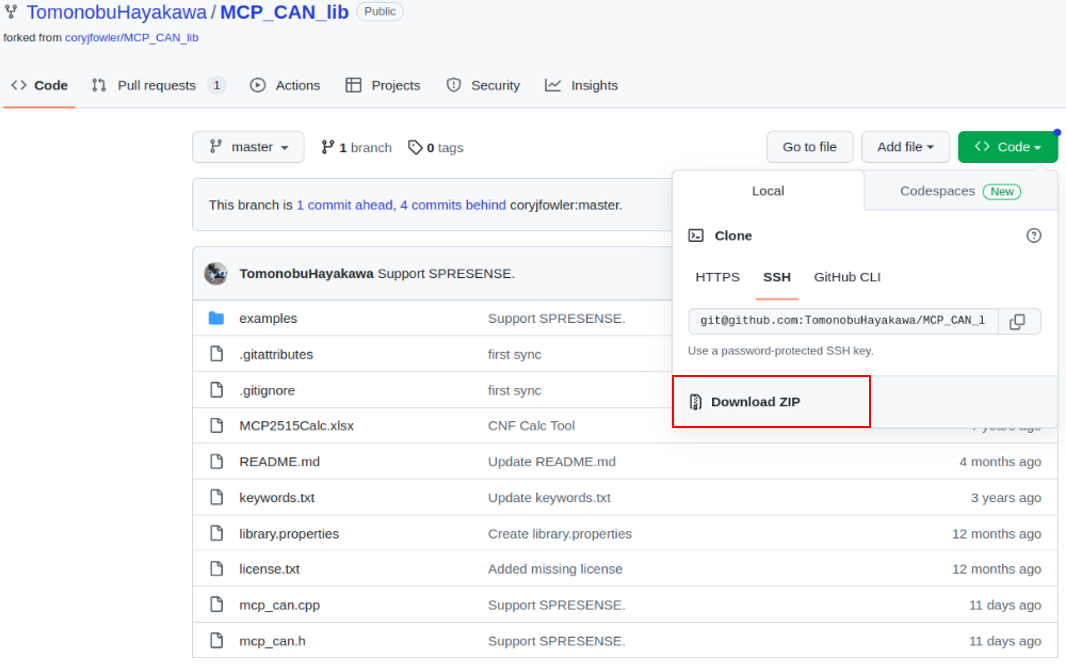 TomonobuHayakawa / MCP_CAN_lib Public
forked from coryjfowler/MCP_CAN_lib
Code Pull requests 1 Actions Projects Security Insights
master 1 branch 0 tags Go to file Add file Code
Local Codespaces New
This branch is 1 commit ahead, 4 commits behind coryjfowler:master.
Clone
HTTPS SSH GitHub CLI
git@github.com:TomonobuHayakawa/MCP_CAN_l
Use a password-protected SSH key.
Download ZIP
TomonobuHayakawa Support SPRESENSE.
examples Support SPRESENSE.
.gitattributes first sync
.gitignore first sync
MCP2515Calc.xlsx CNF Calc Tool years ago
README.md Update README.md 4 months ago
keywords.txt Update keywords.txt 3 years ago
library.properties Create library.properties 12 months ago
license.txt Added missing license 12 months ago
mcp_can.cpp Support SPRESENSE. 11 days ago
mcp_can.h Support SPRESENSE. 11 days ago